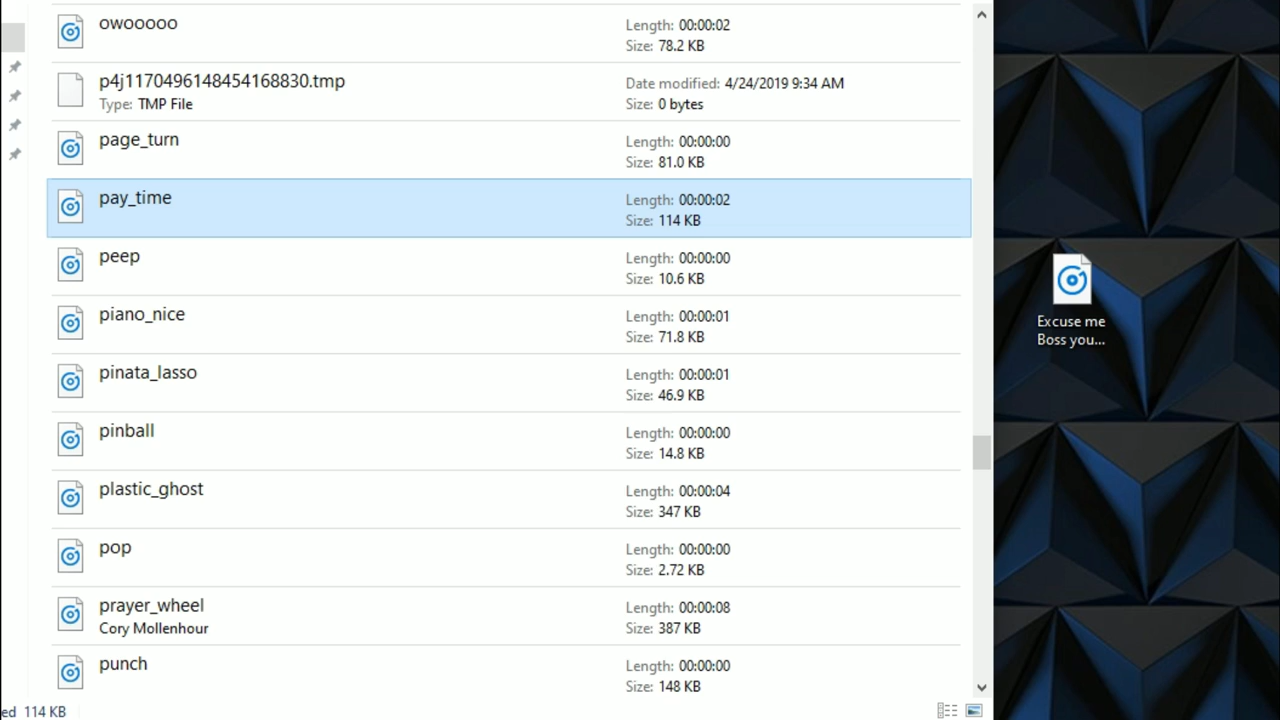 owooooo
Length: 00:00:02
Size: 78.2 KB
p4j1170496148454168830.tmp
Date modified: 4/24/2019 9:34 AM
Type: TMP File
Size: 0 bytes
page_turn
Length: 00:00:00
Size: 81.0 KB
pay_time
Length: 00:00:02
Size: 114 KB
peep
Length: 00:00:00
Size: 10.6 KB
piano_nice
Length: 00:00:01
Size: 71.8 KB
pinata_lasso
Length: 00:00:01
Size: 46.9 KB
pinball
Length: 00:00:00
Size: 14.8 KB
plastic_ghost
Length: 00:00:04
Size: 347 KB
pop
Length: 00:00:00
Size: 2.72 KB
prayer_wheel
Length: 00:00:08
Cory Mollenhour
Size: 387 KB
punch
Length: 00:00:00
Size: 148 KB
ed 114 KB
Excuse me
Boss you...